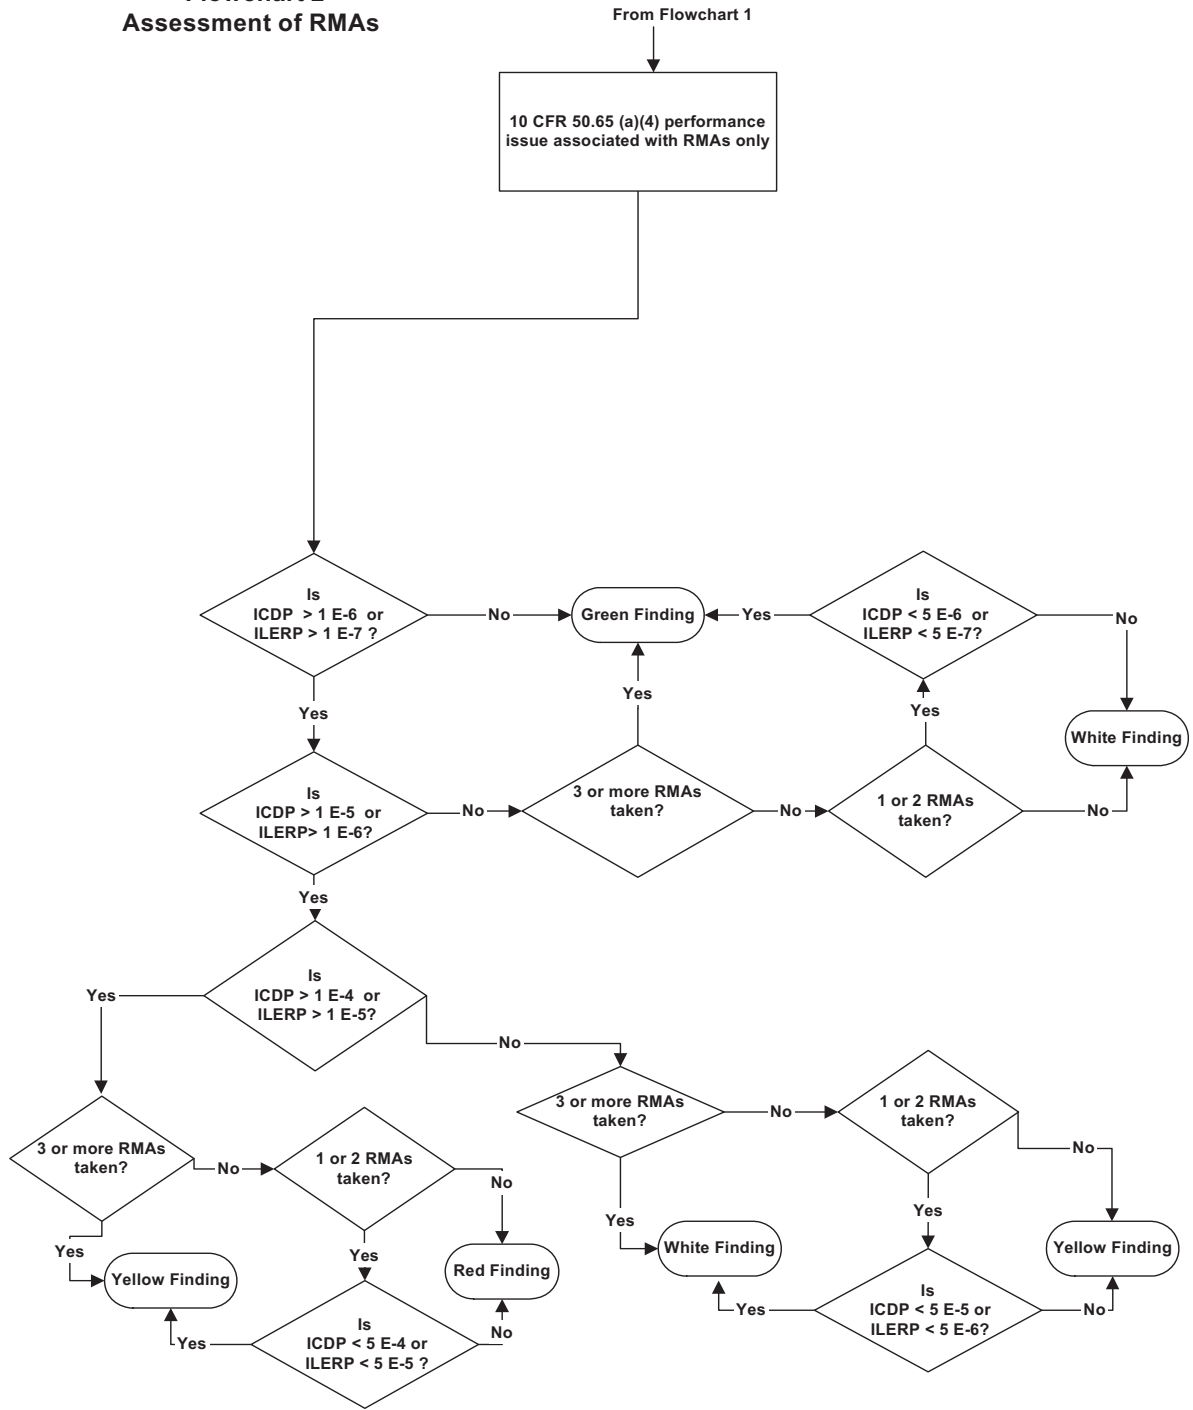 Assessment of RMAs
From Flowchart 1
10 CFR 50.65 (a)(4) performance
issue associated with RMAs only
Is
ICDP > 1 E-6 or
ILERP > 1 E-7 ?
No
Green Finding
Yes
Is
ICDP < 5 E-6 or
ILERP < 5 E-7?
No
Yes
Yes
Yes
White Finding
Is
ICDP > 1 E-5 or
ILERP> 1 E-6?
No
3 or more RMAs
taken?
No
1 or 2 RMAs
taken?
No
Yes
Is
ICDP > 1 E-4 or
ILERP > 1 E-5?
Yes
No
3 or more RMAs
taken?
No
1 or 2 RMAs
taken?
No
3 or more RMAs
taken?
No
1 or 2 RMAs
taken?
No
Yes
Yes
Yes
Yes
Yellow Finding
Red Finding
White Finding
Yellow Finding
Is
ICDP < 5 E-4 or
ILERP < 5 E-5 ?
Yes
No
Is
ICDP < 5 E-5 or
ILERP < 5 E-6?
Yes
No